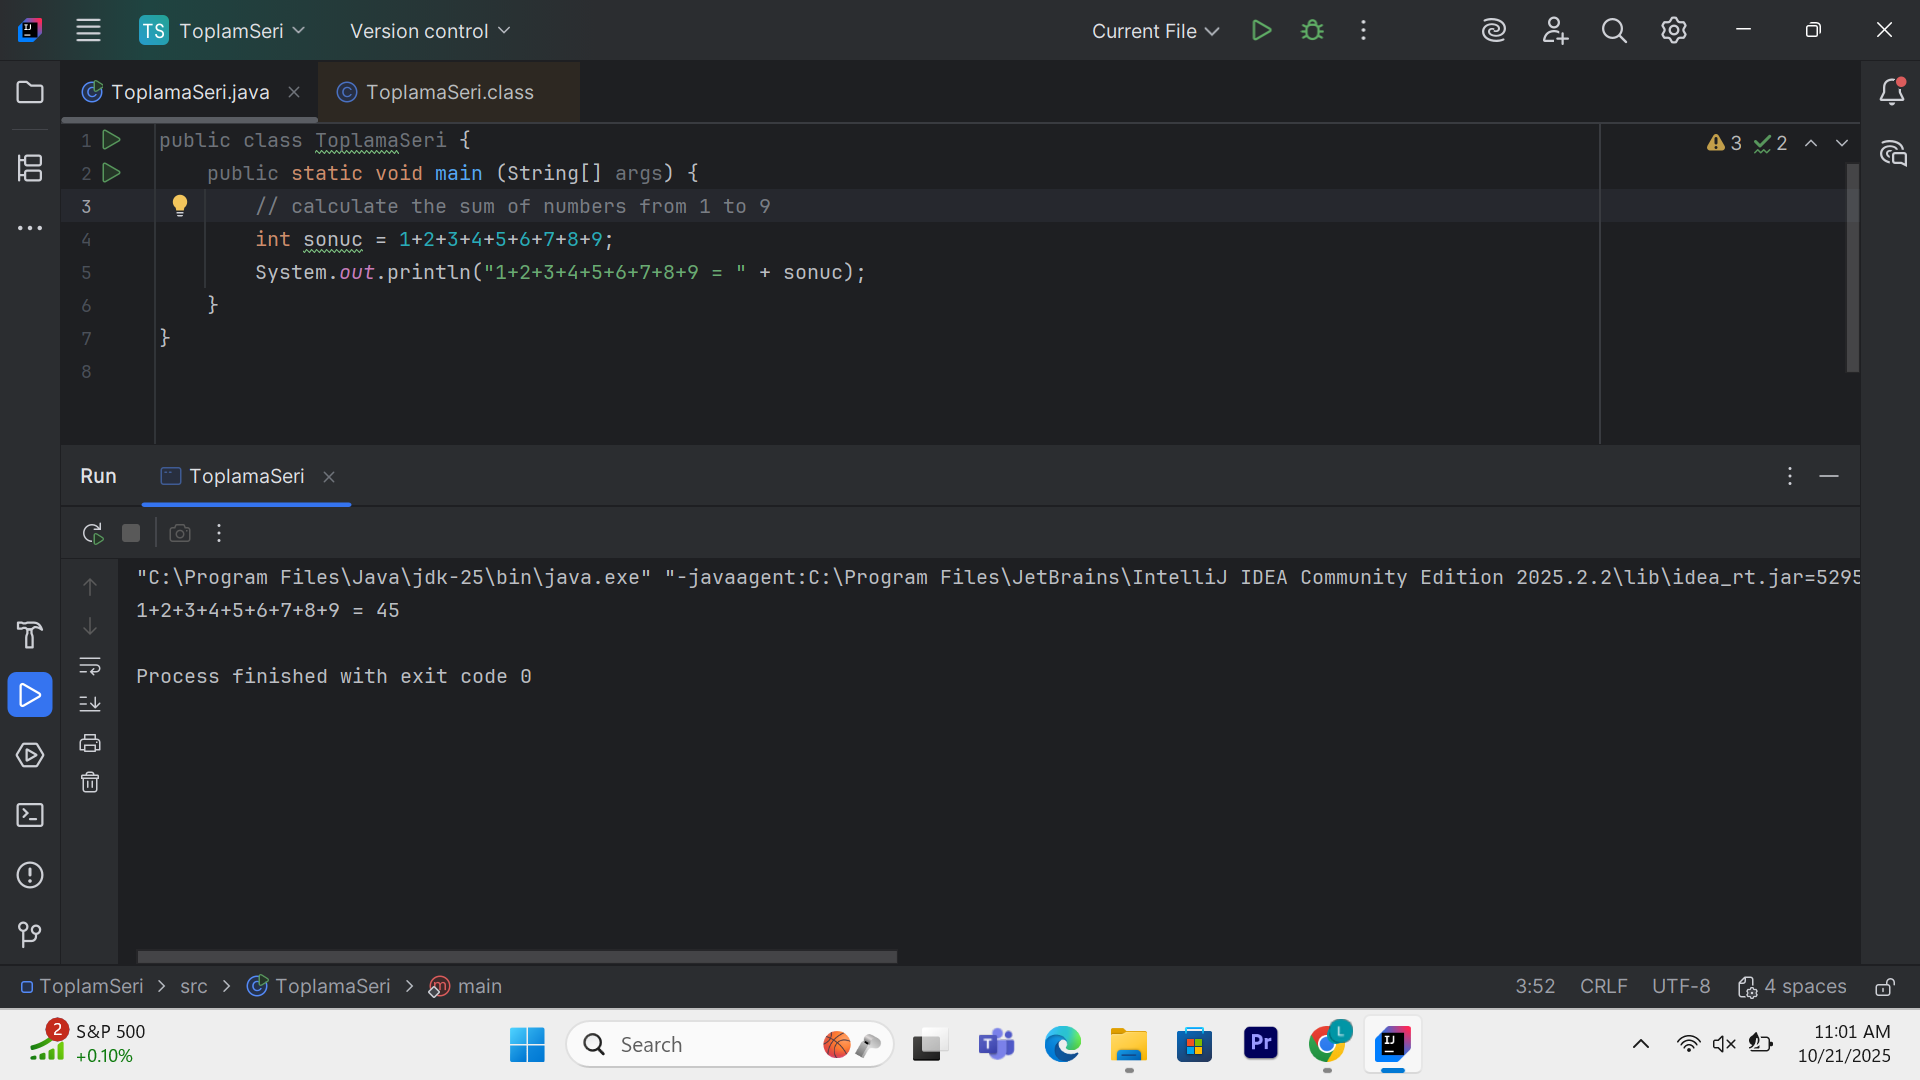 TS ToplamSeri Version control Current File
ToplamaSeri.java ToplamaSeri.class
1 public class ToplamaSeri {
2 public static void main (String[] args) {
3 // calculate the sum of numbers from 1 to 9
4 int sonuc = 1+2+3+4+5+6+7+8+9;
5 System.out.println("1+2+3+4+5+6+7+8+9 = " + sonuc);
6 }
7 }
8
3 2
Run ToplamaSeri
"C:\Program Files\Java\jdk-25\bin\java.exe" "-javaagent:C:\Program Files\JetBrains\IntelliJ IDEA Community Edition 2025.2.2\lib\idea_rt.jar=5295
1+2+3+4+5+6+7+8+9 = 45
Process finished with exit code 0
ToplamSeri > src > ToplamaSeri > main 3:52 CRLF UTF-8 4 spaces
2 S&P 500
+0.10%
Search
Pr
L
IJ
11:01 AM
10/21/2025